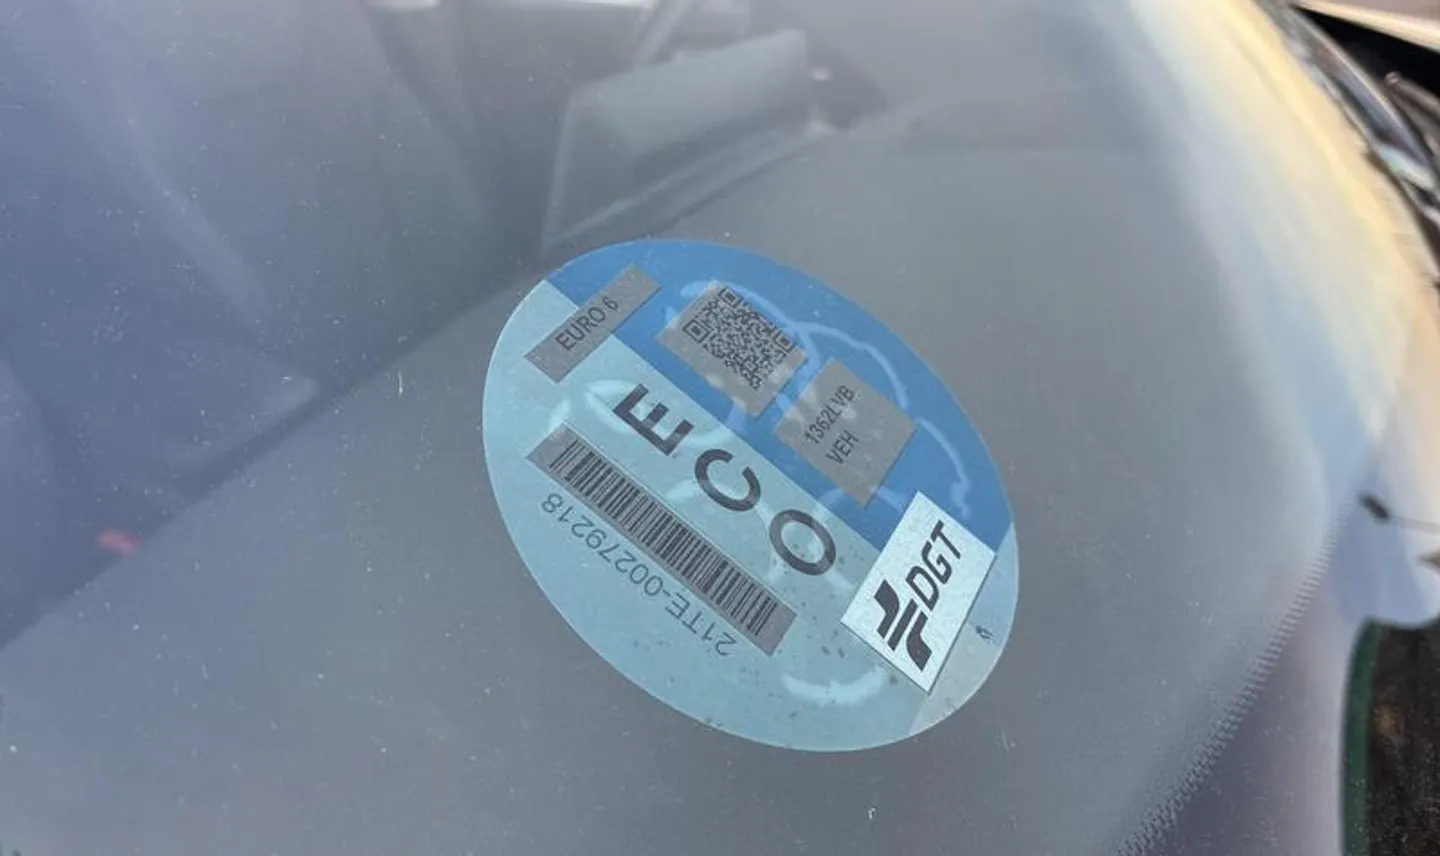 EURO 6
1362LVB
VEH
ECO
21TE-00279218
DGT